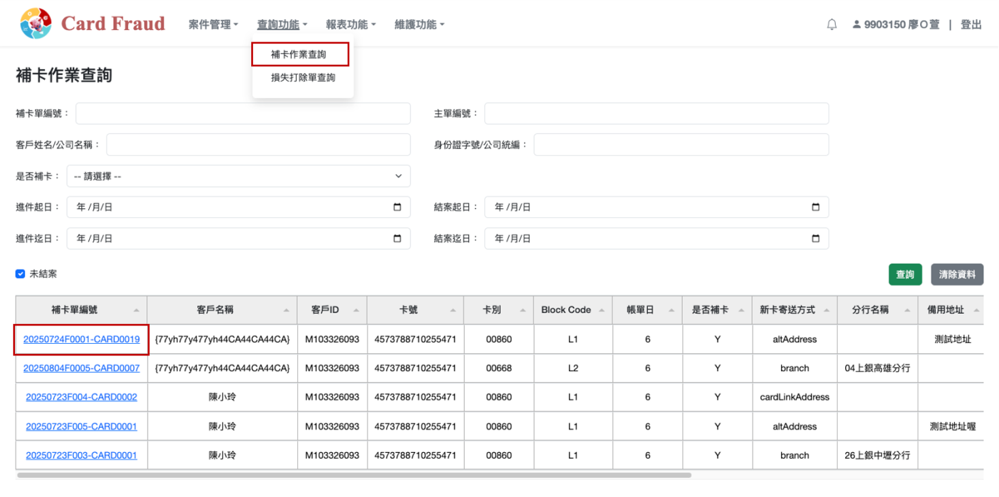 Card Fraud 案件管理 查詢功能 報表功能 維護功能 9903150 廖O萱 | 登出
補卡作業查詢
損失打除單查詢
補卡作業查詢
補卡單編號： 主單編號：
客戶姓名/公司名稱： 身份證字號/公司統編：
是否補卡： -- 請選擇 --
進件起日： 年 /月/日 結案起日： 年 /月/日
進件迄日： 年 /月/日 結案迄日： 年 /月/日
未結案 查詢 清除資料
補卡單編號 客戶名稱 客戶ID 卡號 卡別 Block Code 帳單日 是否補卡 新卡寄送方式 分行名稱 備用地址
20250724F0001-CARD0019 {77yh77y477yh44CA44CA44CA} M103326093 4573788710255471 00860 L1 6 Y altAddress 測試地址
20250804F0005-CARD0007 {77yh77y477yh44CA44CA44CA} M103326093 4573788710255471 00668 L2 6 Y branch 04上銀高雄分行
20250723F004-CARD0002 陳小玲 M103326093 4573788710255471 00860 L1 6 Y cardLinkAddress
20250723F005-CARD0001 陳小玲 M103326093 4573788710255471 00860 L1 6 Y altAddress 測試地址喔
20250723F003-CARD0001 陳小玲 M103326093 4573788710255471 00860 L1 6 Y branch 26上銀中壢分行